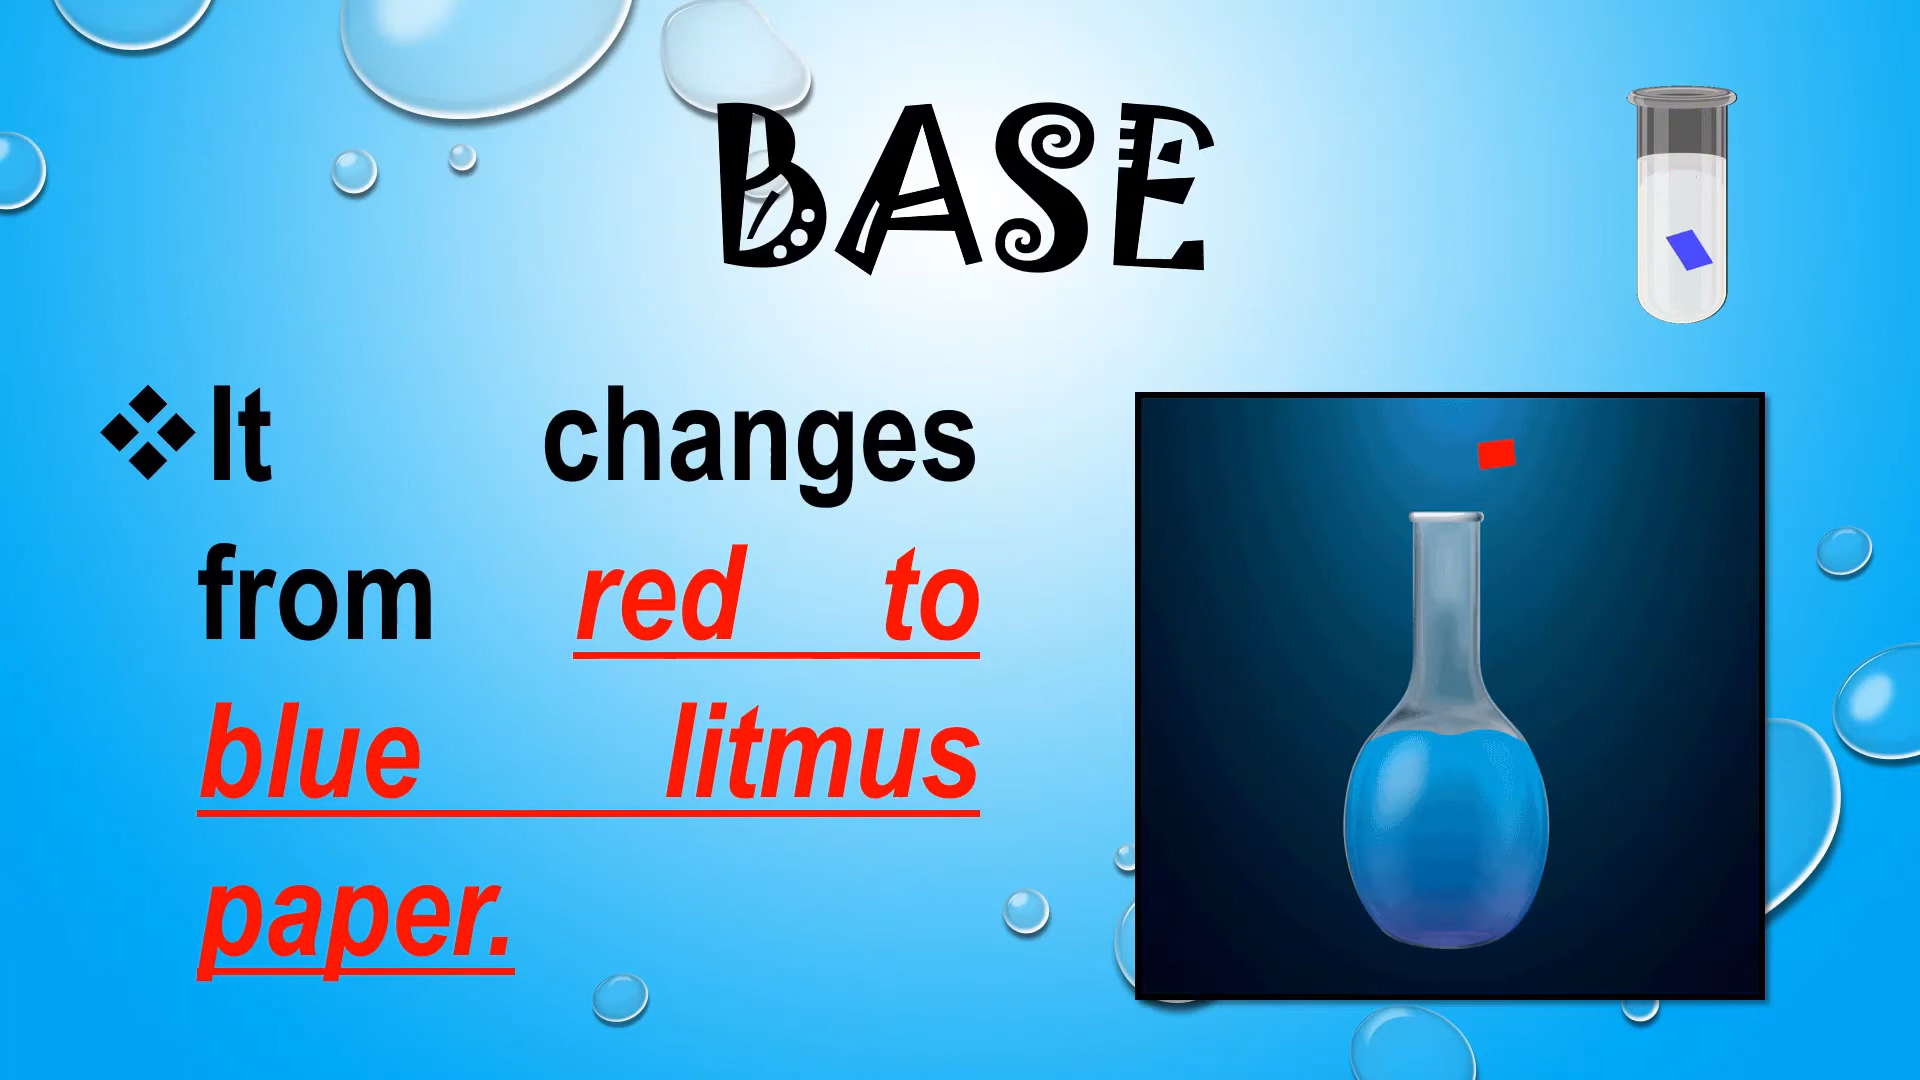 BASE
❖It changes
from red to
blue litmus
paper.